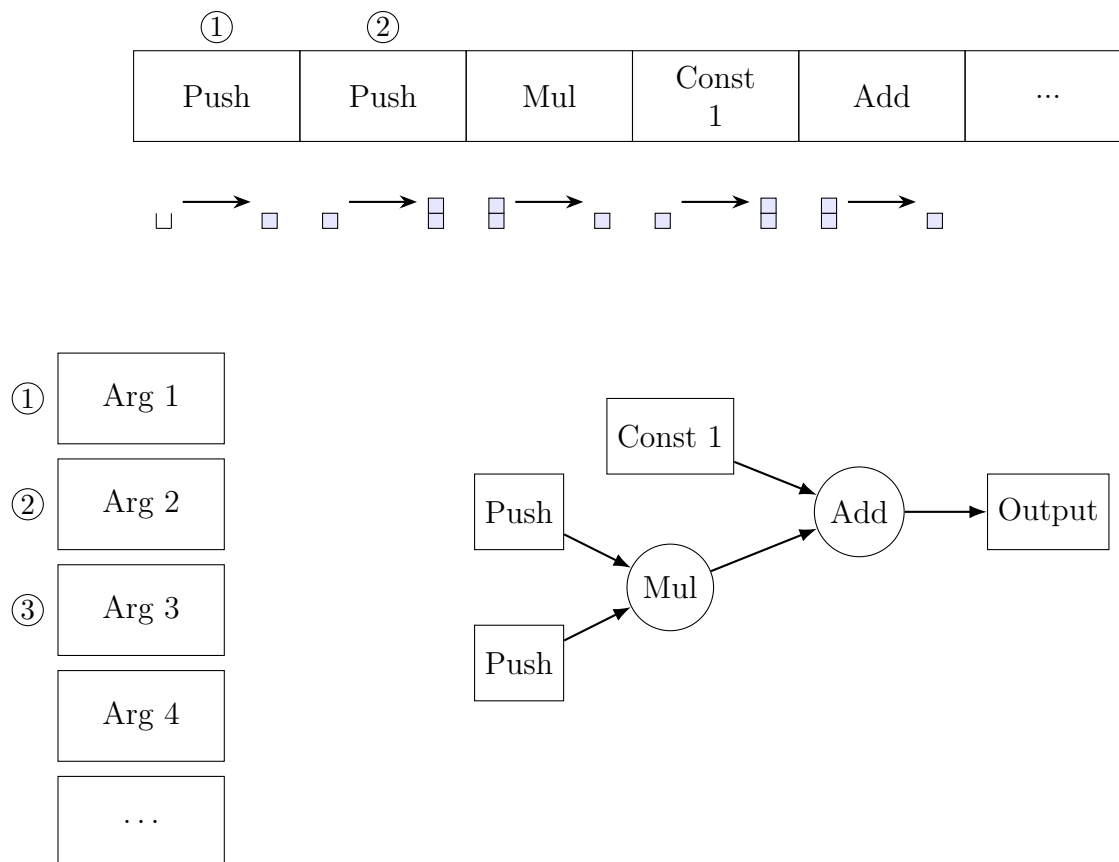 ① ②
Push Push Mul Const 1 Add ...
① Arg 1
② Arg 2
③ Arg 3
Arg 4
...
Const 1
Push
Add
Output
Mul
Push